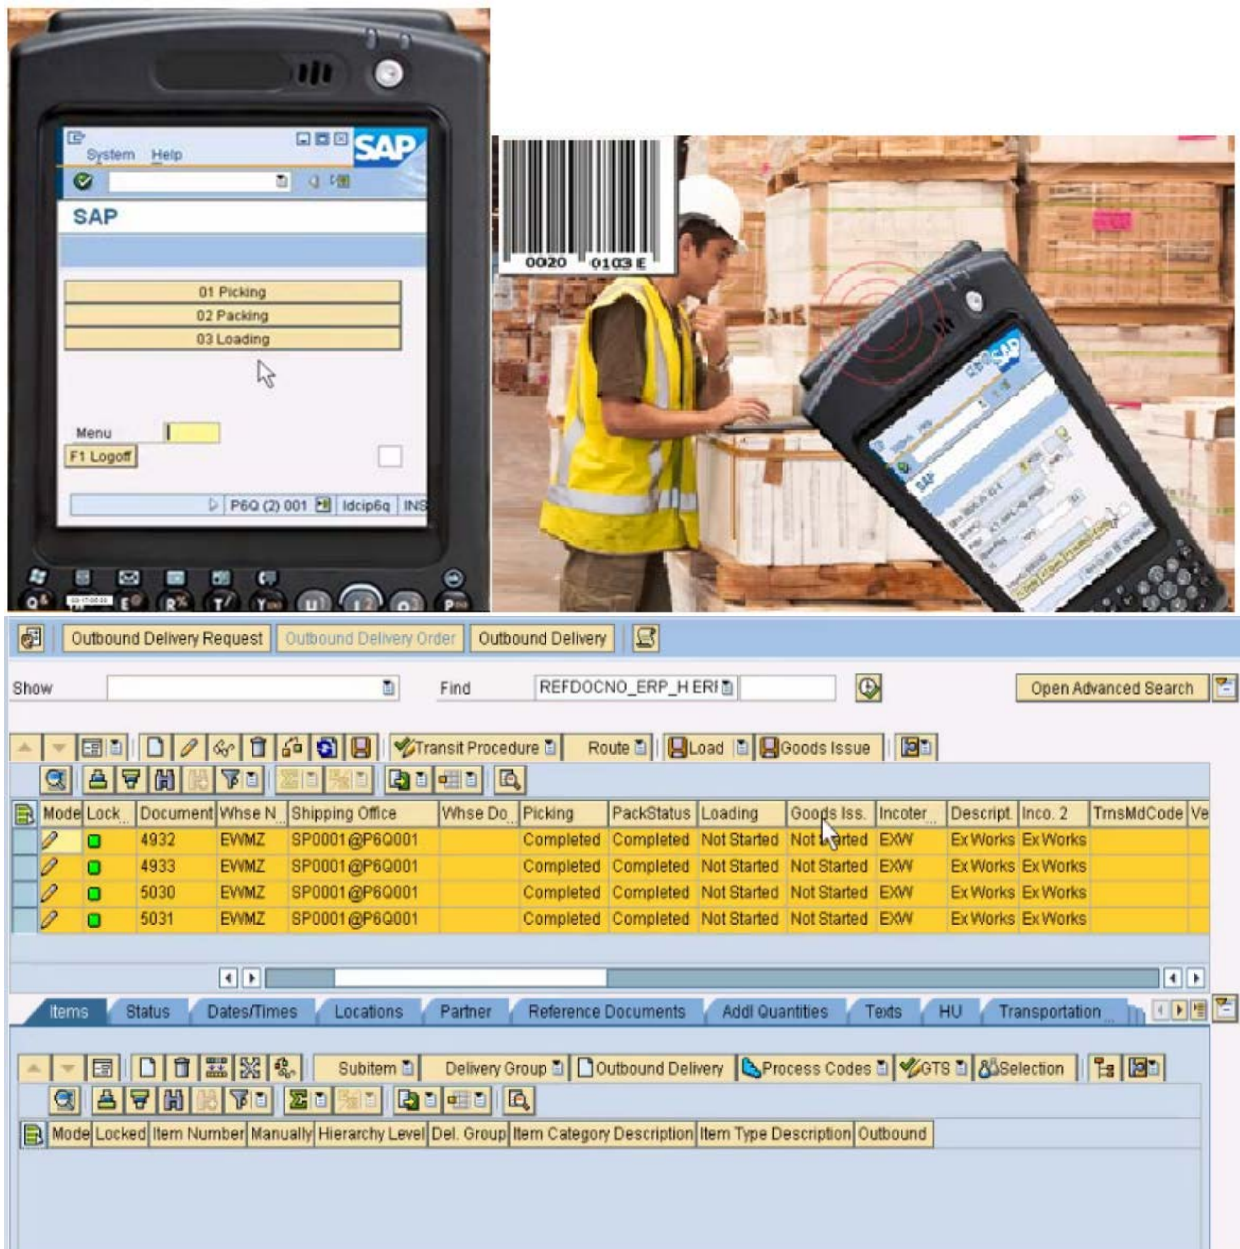 System Help
SAP
SAP
01 Picking
02 Packing
03 Loading
Menu
F1 Logoff
P6Q (2) 001 ldcip6q INS
0020 0103 E
SAP
SAP
Outbound Delivery Request Outbound Delivery Order Outbound Delivery
Show Find REFDOCNO_ERP_H ERI Open Advanced Search
Transit Procedure Route Load Goods Issue
Mode Lock... Document Whse N... Shipping Office Whse Do... Picking PackStatus Loading Goods Iss. Incoter... Descript. Inco. 2 TrnsMdCode Ve
4932 EWMZ SP0001@P6Q001 Completed Completed Not Started Not Started EXW Ex Works Ex Works
4933 EWMZ SP0001@P6Q001 Completed Completed Not Started Not Started EXW Ex Works Ex Works
5030 EWMZ SP0001@P6Q001 Completed Completed Not Started Not Started EXW Ex Works Ex Works
5031 EWMZ SP0001@P6Q001 Completed Completed Not Started Not Started EXW Ex Works Ex Works
Items Status Dates/Times Locations Partner Reference Documents Addl Quantities Texts HU Transportation...
Subitem Delivery Group Outbound Delivery Process Codes GTS Selection
Mode Locked Item Number Manually Hierarchy Level Del. Group Item Category Description Item Type Description Outbound